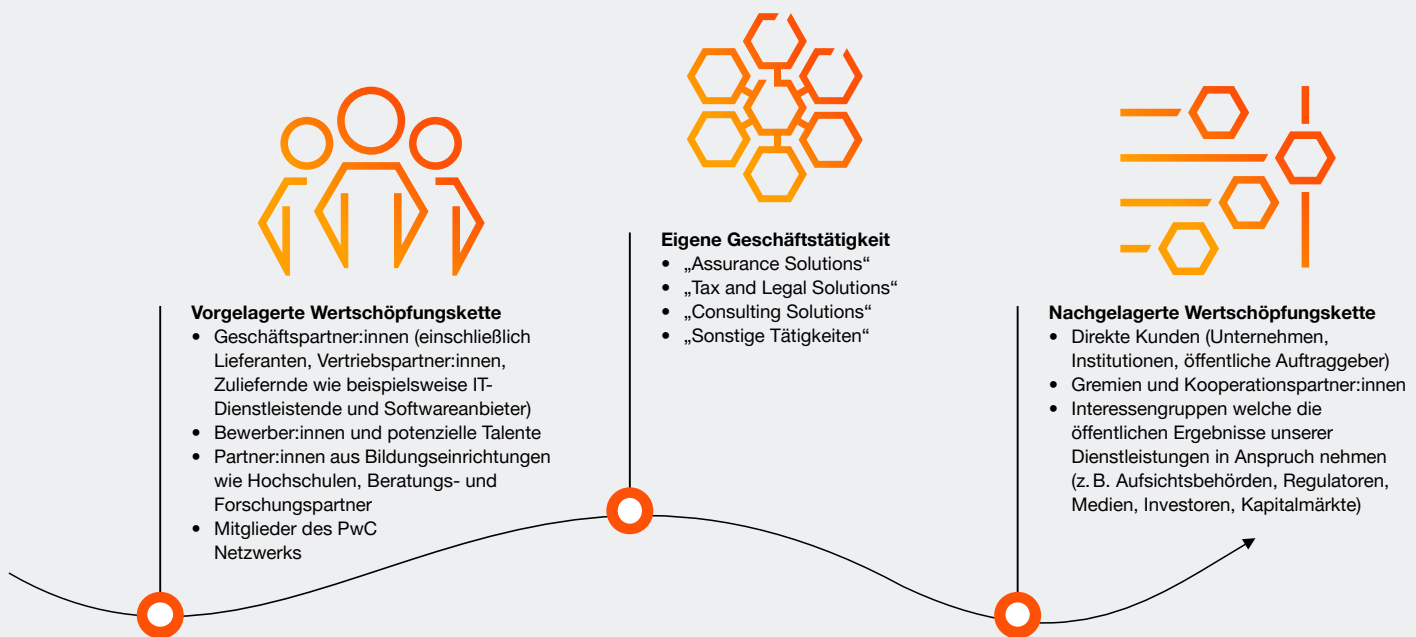 Vorgelagerte Wertschöpfungskette
• Geschäftspartner:innen (einschließlich
Lieferanten, Vertriebspartner:innen,
Zuliefernde wie beispielsweise IT-
Dienstleistende und Softwareanbieter)
• Bewerber:innen und potenzielle Talente
• Partner:innen aus Bildungseinrichtungen
wie Hochschulen, Beratungs- und
Forschungspartner
• Mitglieder des PwC
Netzwerks
Eigene Geschäftstätigkeit
• „Assurance Solutions“
• „Tax and Legal Solutions“
• „Consulting Solutions“
• „Sonstige Tätigkeiten“
Nachgelagerte Wertschöpfungskette
• Direkte Kunden (Unternehmen,
Institutionen, öffentliche Auftraggeber)
• Gremien und Kooperationspartner:innen
• Interessengruppen welche die
öffentlichen Ergebnisse unserer
Dienstleistungen in Anspruch nehmen
(z. B. Aufsichtsbehörden, Regulatoren,
Medien, Investoren, Kapitalmärkte)